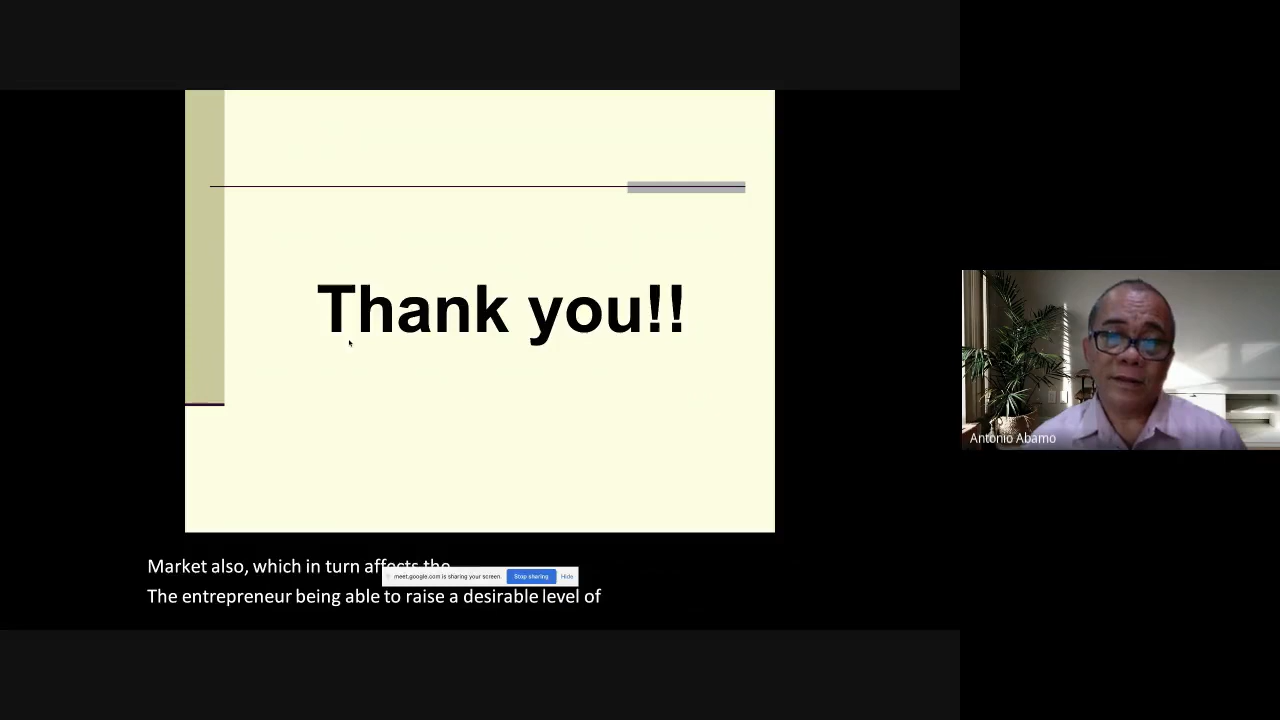 Thank you!!
Antonio Abamo
Market also, which in turn affects the
meet.google.com is sharing your screen. Stop sharing Hide
The entrepreneur being able to raise a desirable level of